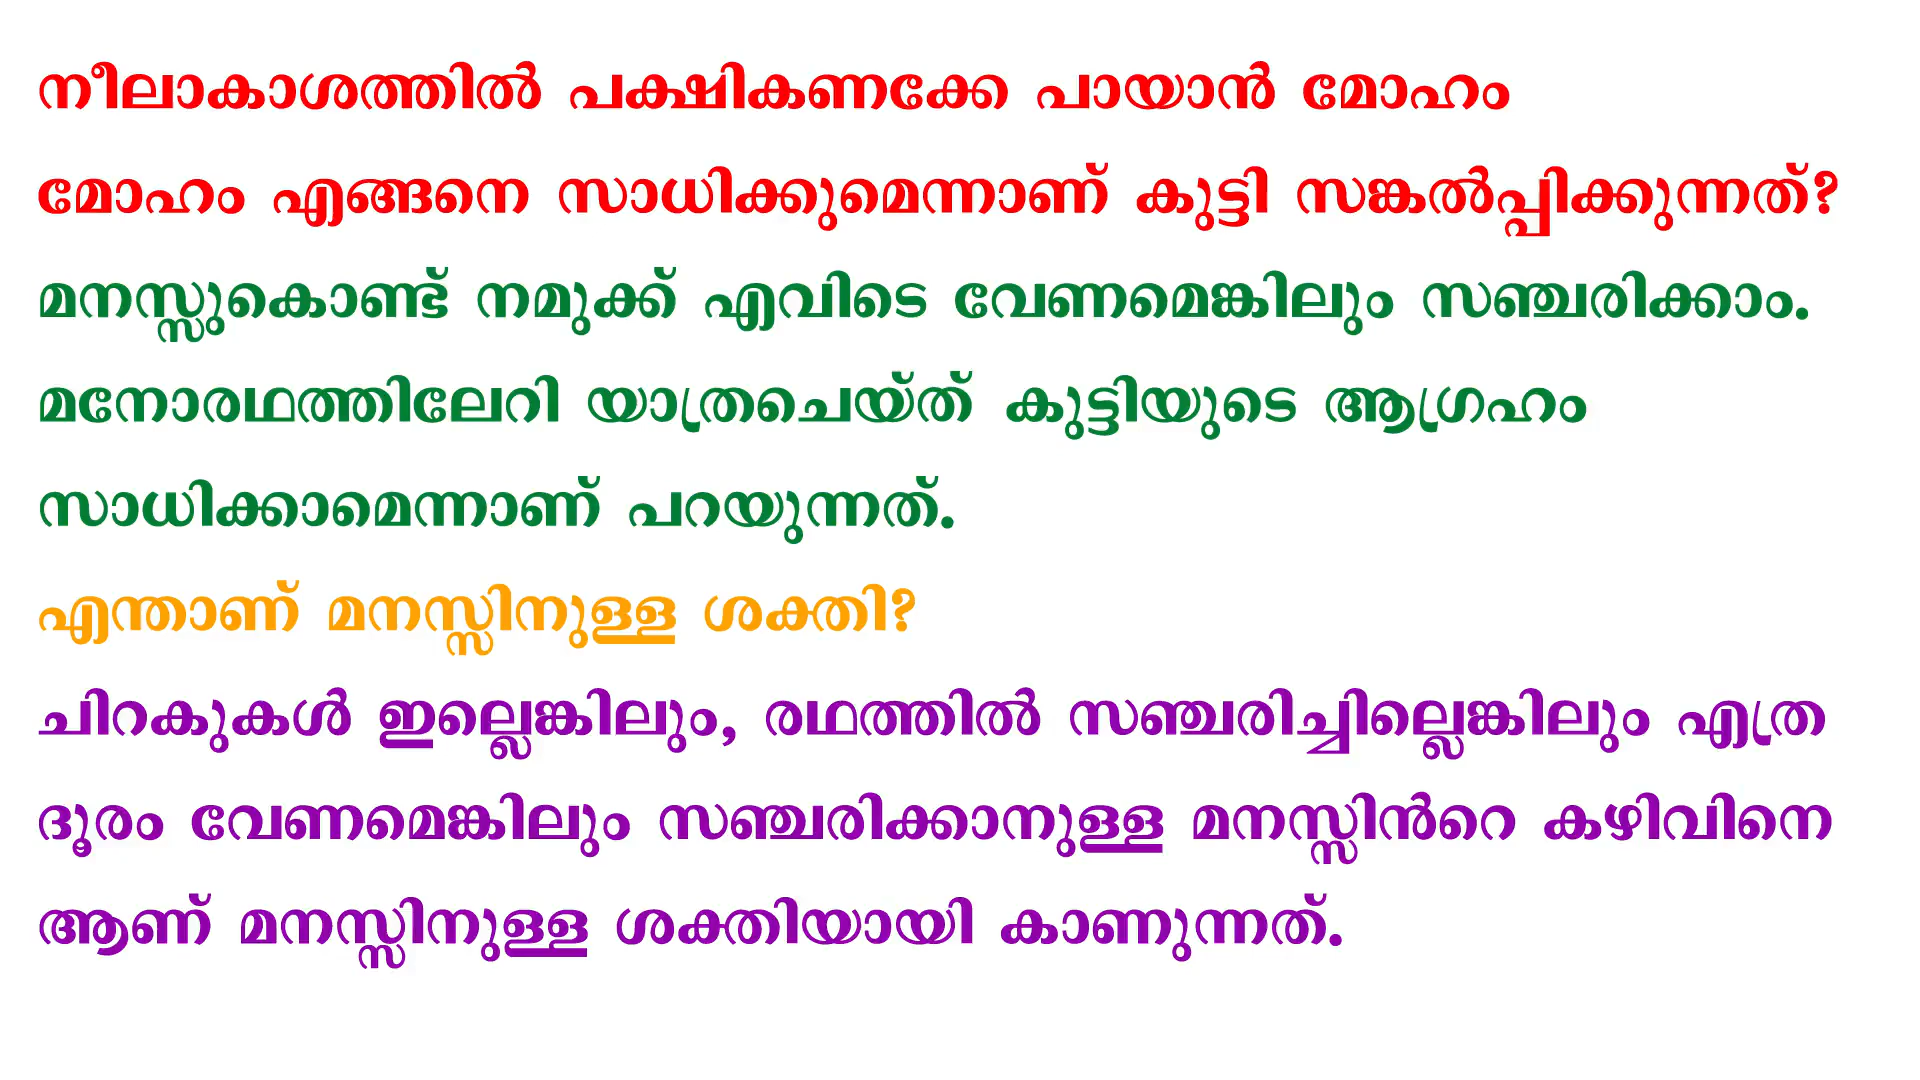 നീലാകാശത്തിൽ പക്ഷികണക്കേ പായാൻ മോഹം
മോഹം എങ്ങനെ സാധിക്കുമെന്നാണ് കുട്ടി സങ്കൽപ്പിക്കുന്നത്?
മനസ്സുകൊണ്ട് നമുക്ക് എവിടെ വേണമെങ്കിലും സഞ്ചരിക്കാം.
മനോരഥത്തിലേറി യാത്രചെയ്ത് കുട്ടിയുടെ ആഗ്രഹം
സാധിക്കാമെന്നാണ് പറയുന്നത്.
എന്താണ് മനസ്സിനുള്ള ശക്തി?
ചിറകുകൾ ഇല്ലെങ്കിലും, രഥത്തിൽ സഞ്ചരിച്ചില്ലെങ്കിലും എത്ര
ദൂരം വേണമെങ്കിലും സഞ്ചരിക്കാനുള്ള മനസ്സിൻറെ കഴിവിനെ
ആണ് മനസ്സിനുള്ള ശക്തിയായി കാണുന്നത്.